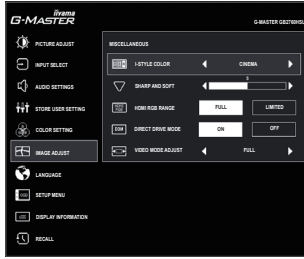 iiyama
G-MASTER
G-MASTER GB2760HSU
PICTURE ADJUST
INPUT SELECT
AUDIO SETTINGS
STORE USER SETTING
COLOR SETTING
IMAGE ADJUST
LANGUAGE
SETUP MENU
DISPLAY INFORMATION
RECALL
MISCELLANEOUS
I-STYLE COLOR CINEMA
SHARP AND SOFT
HDMI RGB RANGE FULL LIMITED
DDM DIRECT DRIVE MODE ON OFF
VIDEO MODE ADJUST FULL